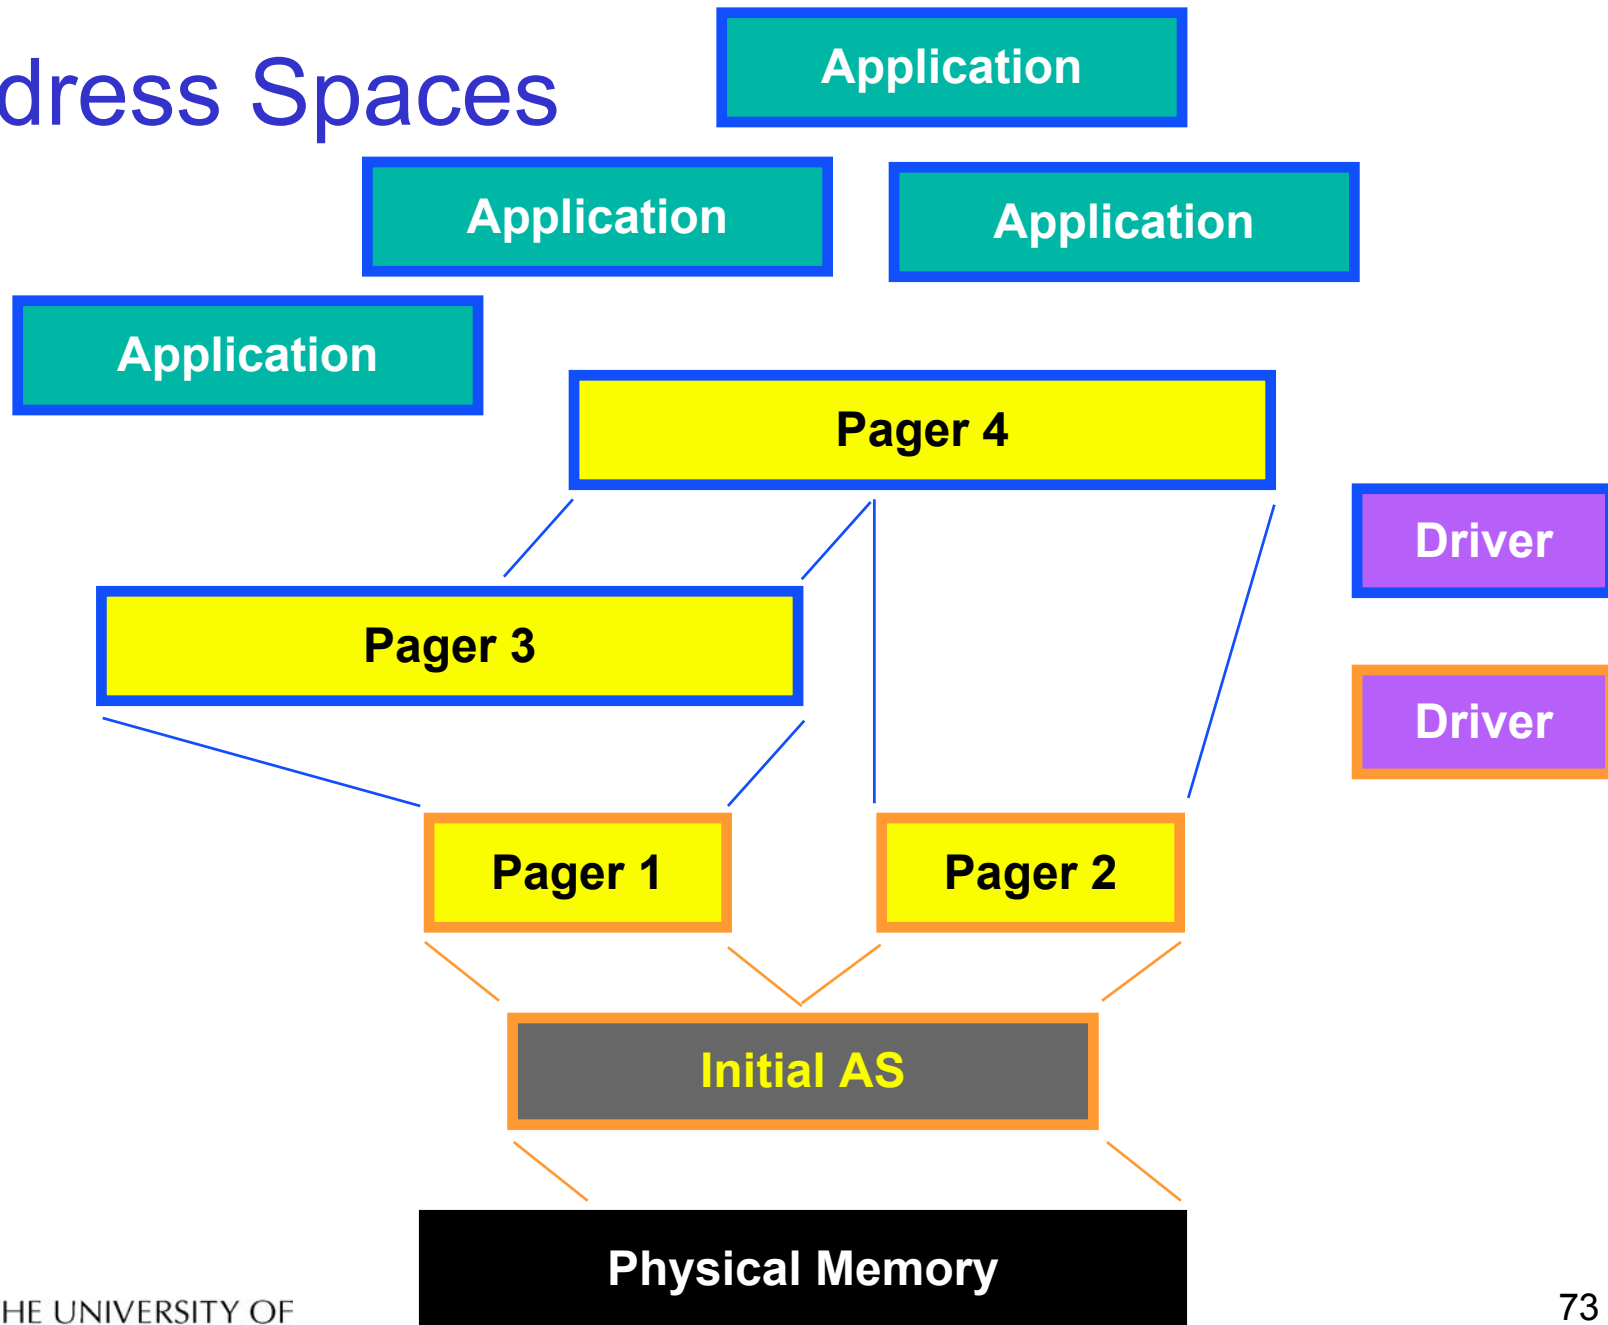 dress Spaces
Application
Application
Application
Application
Pager 4
Driver
Pager 3
Driver
Pager 1
Pager 2
Initial AS
Physical Memory
HE UNIVERSITY OF
73